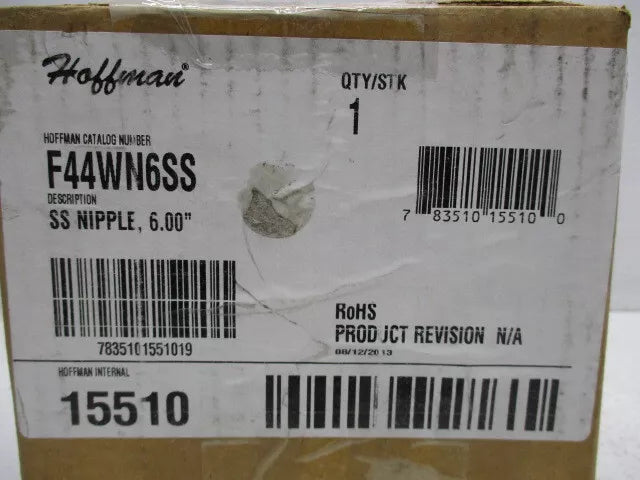 Hoffman®
QTY/STK
1
HOFFMAN CATALOG NUMBER
F44WN6SS
DESCRIPTION
SS NIPPLE, 6.00"
7 83510 15510 0
7835101551019
RoHS
PRODUCT REVISION N/A
08/12/2013
HOFFMAN INTERNAL
15510